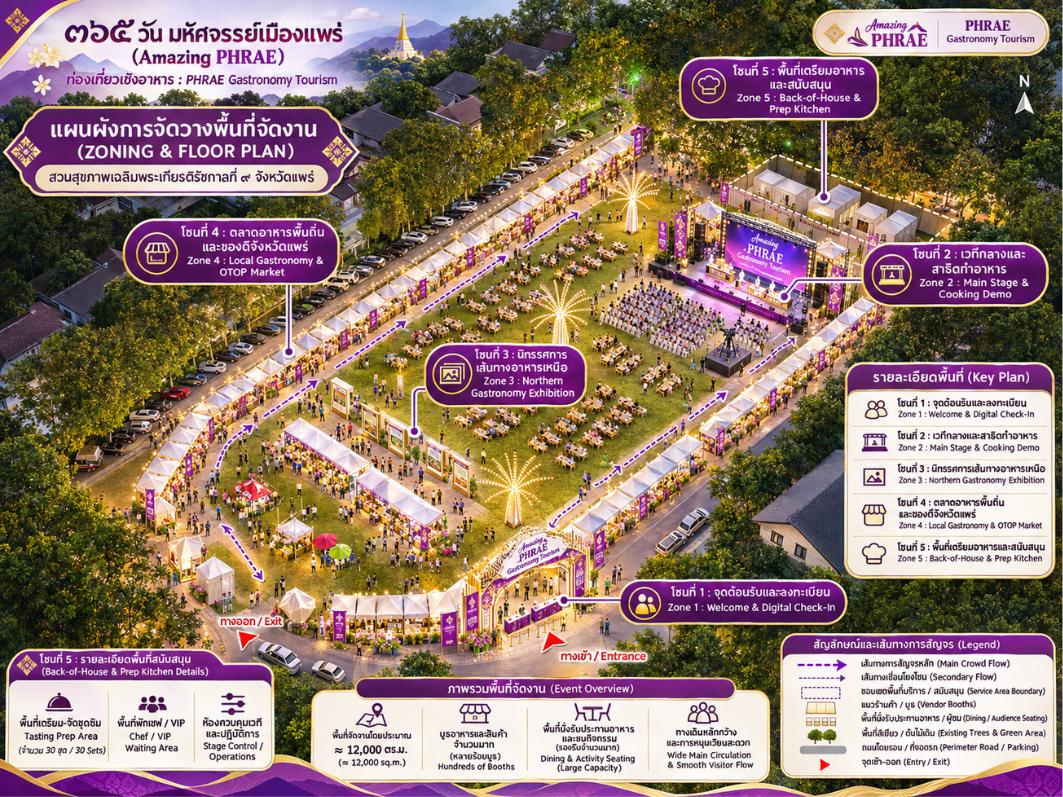 ๓๖๕ วัน มหัศจรรย์เมืองแพร่
(Amazing PHRAE)
ท่องเที่ยวเชิงอาหาร : PHRAE Gastronomy Tourism
แผนผังการจัดวางพื้นที่จัดงาน
(ZONING & FLOOR PLAN)
สวนสุขภาพเฉลิมพระเกียรติรัชกาลที่ ๙ จังหวัดแพร่
Amazing
PHRAE
PHRAE
Gastronomy Tourism
N
โซนที่ 5 : พื้นที่เตรียมอาหาร
และสนับสนุน
Zone 5 : Back-of-House &
Prep Kitchen
โซนที่ 4 : ตลาดอาหารพื้นถิ่น
และของดีจังหวัดแพร่
Zone 4 : Local Gastronomy &
OTOP Market
โซนที่ 2 : เวทีกลางและ
สาธิตทำอาหาร
Zone 2 : Main Stage &
Cooking Demo
Amazing
PHRAE
Gastronomy Tourism
โซนที่ 3 : นิทรรศการ
เส้นทางอาหารเหนือ
Zone 3 : Northern
Gastronomy Exhibition
รายละเอียดพื้นที่ (Key Plan)
โซนที่ 1 : จุดต้อนรับและลงทะเบียน
Zone 1 : Welcome & Digital Check-In
โซนที่ 2 : เวทีกลางและสาธิตทำอาหาร
Zone 2 : Main Stage & Cooking Demo
โซนที่ 3 : นิทรรศการเส้นทางอาหารเหนือ
Zone 3 : Northern Gastronomy Exhibition
โซนที่ 4 : ตลาดอาหารพื้นถิ่น
และของดีจังหวัดแพร่
Zone 4 : Local Gastronomy & OTOP Market
โซนที่ 5 : พื้นที่เตรียมอาหารและสนับสนุน
Zone 5 : Back-of-House & Prep Kitchen
Amazing
PHRAE
Gastronomy Tourism
โซนที่ 1 : จุดต้อนรับและลงทะเบียน
Zone 1 : Welcome & Digital Check-In
ทางออก / Exit
ทางเข้า / Entrance
โซนที่ 5 : รายละเอียดพื้นที่สนับสนุน
(Back-of-House & Prep Kitchen Details)
พื้นที่เตรียม-จัดชุดชิม
Tasting Prep Area
(จำนวน 30 ชุด / 30 Sets)
พื้นที่พักเชฟ / VIP
Chef / VIP
Waiting Area
ห้องควบคุมเวที
และปฏิบัติการ
Stage Control /
Operations
ภาพรวมพื้นที่จัดงาน (Event Overview)
พื้นที่จัดงานโดยประมาณ
≈ 12,000 ตร.ม.
(≈ 12,000 sq.m.)
บูธอาหารและสินค้า
จำนวนมาก
(หลายร้อยบูธ)
Hundreds of Booths
พื้นที่นั่งรับประทานอาหาร
และชมกิจกรรม
(รองรับจำนวนมาก)
Dining & Activity Seating
(Large Capacity)
ทางเดินหลักกว้าง
และการหมุนเวียนสะดวก
Wide Main Circulation
& Smooth Visitor Flow
สัญลักษณ์และเส้นทางการสัญจร (Legend)
เส้นทางการสัญจรหลัก (Main Crowd Flow)
เส้นทางเชื่อมโยงโซน (Secondary Flow)
ขอบเขตพื้นที่บริการ / สนับสนุน (Service Area Boundary)
แนวร้านค้า / บูธ (Vendor Booths)
พื้นที่นั่งรับประทานอาหาร / ผู้ชม (Dining / Audience Seating)
พื้นที่สีเขียว / ต้นไม้เดิม (Existing Trees & Green Area)
ถนนโดยรอบ / ที่จอดรถ (Perimeter Road / Parking)
จุดเข้า-ออก (Entry / Exit)